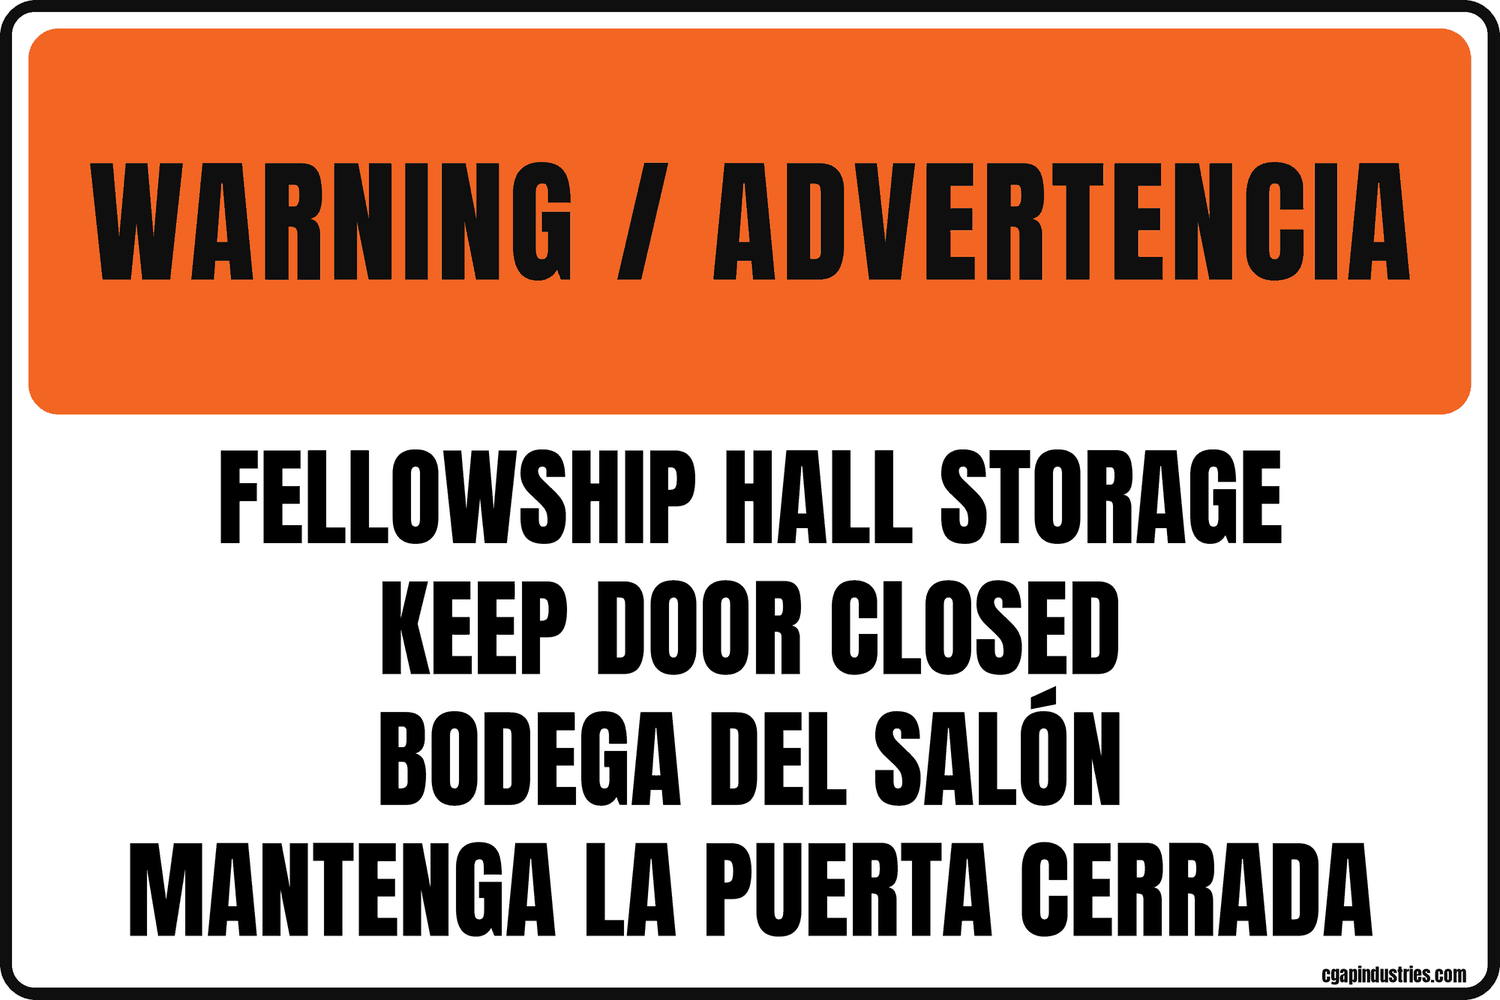 WARNING / ADVERTENCIA
FELLOWSHIP HALL STORAGE
KEEP DOOR CLOSED
BODEGA DEL SALÓN
MANTENGA LA PUERTA CERRADA
cgapindustries.com